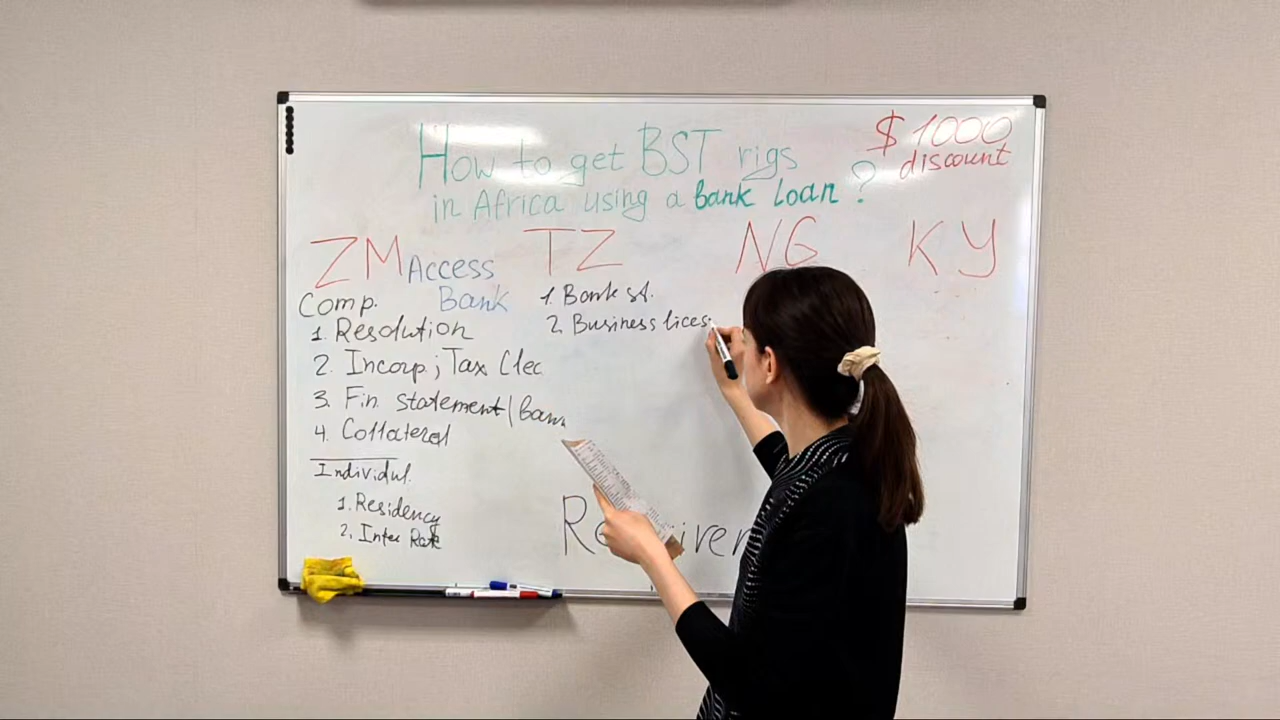 How to get BST rigs
in Africa using a bank loan?
$1000
discount
ZM
Access
Bank
Comp.
1. Resolution
2. Incorp; Tax Clec
3. Fin statement/Bank
4. Collateral
Individul.
1. Residency
2. Inter Rate
TZ
1. Bank st.
2. Business lices
NG
KY